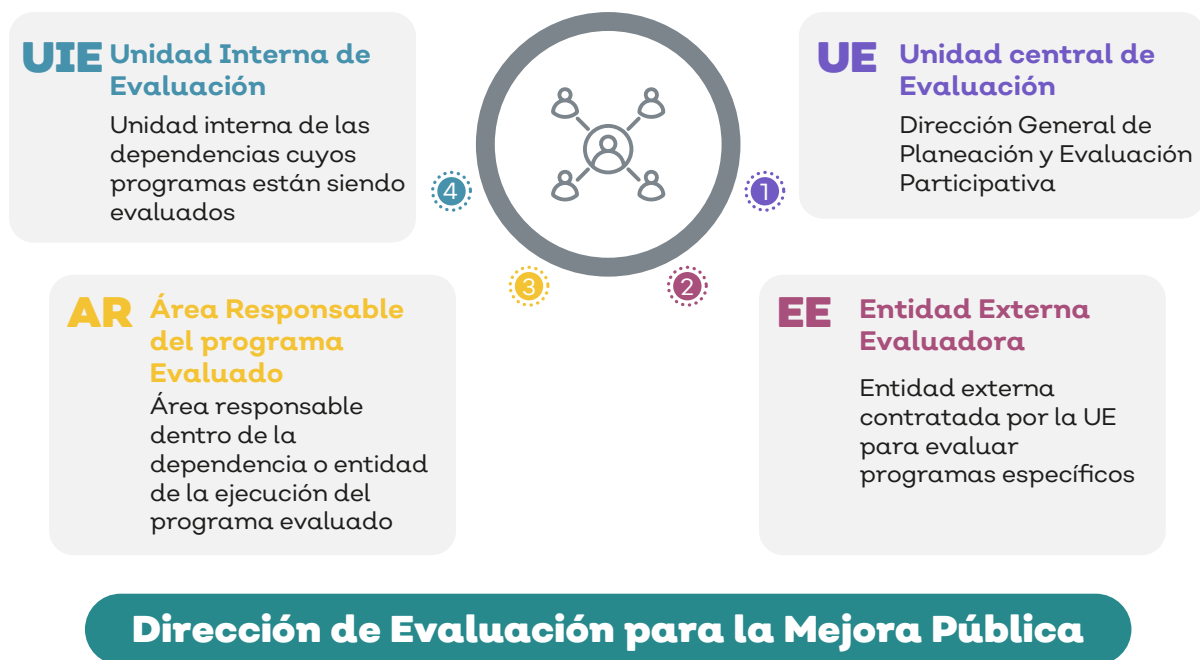 UIE Unidad Interna de
Evaluación
Unidad interna de las
dependencias cuyos
programas están siendo
evaluados
4
UE Unidad central de
Evaluación
Dirección General de
Planeación y Evaluación
Participativa
1
AR Área Responsable
del programa
Evaluado
Área responsable
dentro de la
dependencia o entidad
de la ejecución del
programa evaluado
3
2
EE Entidad Externa
Evaluadora
Entidad externa
contratada por la UE
para evaluar
programas específicos
Dirección de Evaluación para la Mejora Pública